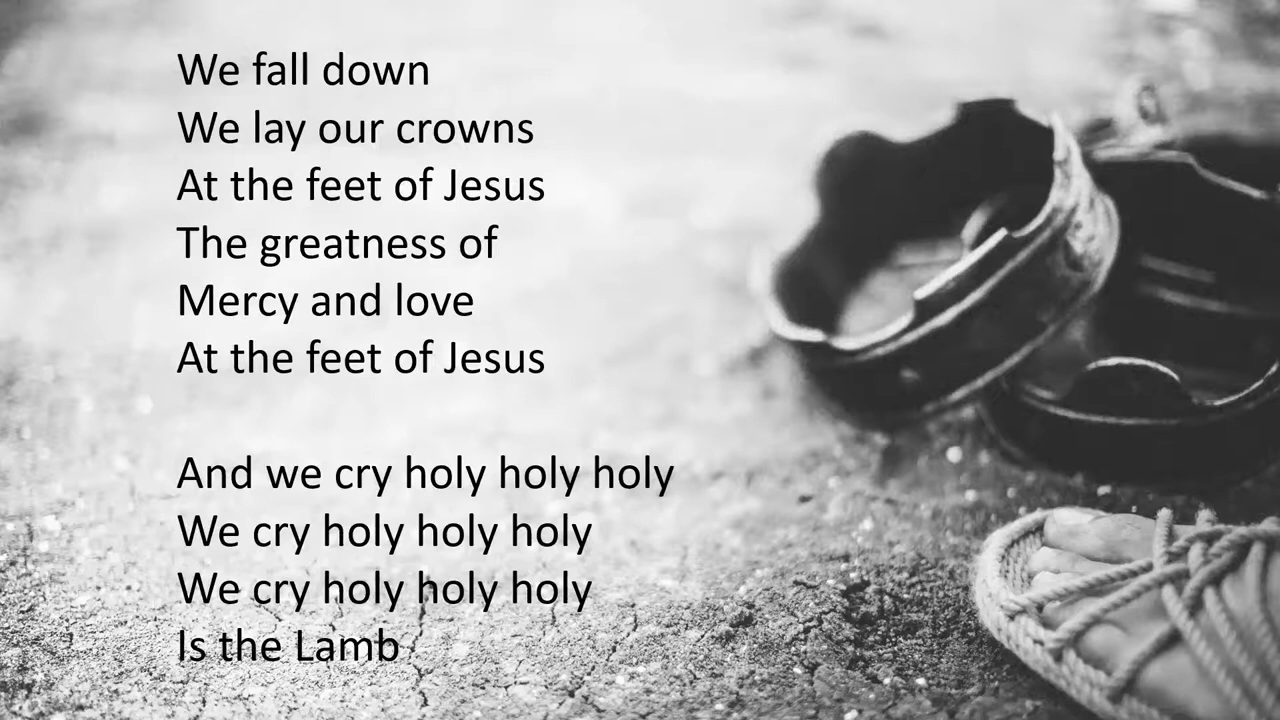 We fall down
We lay our crowns
At the feet of Jesus
The greatness of
Mercy and love
At the feet of Jesus
And we cry holy holy holy
We cry holy holy holy
We cry holy holy holy
Is the Lamb